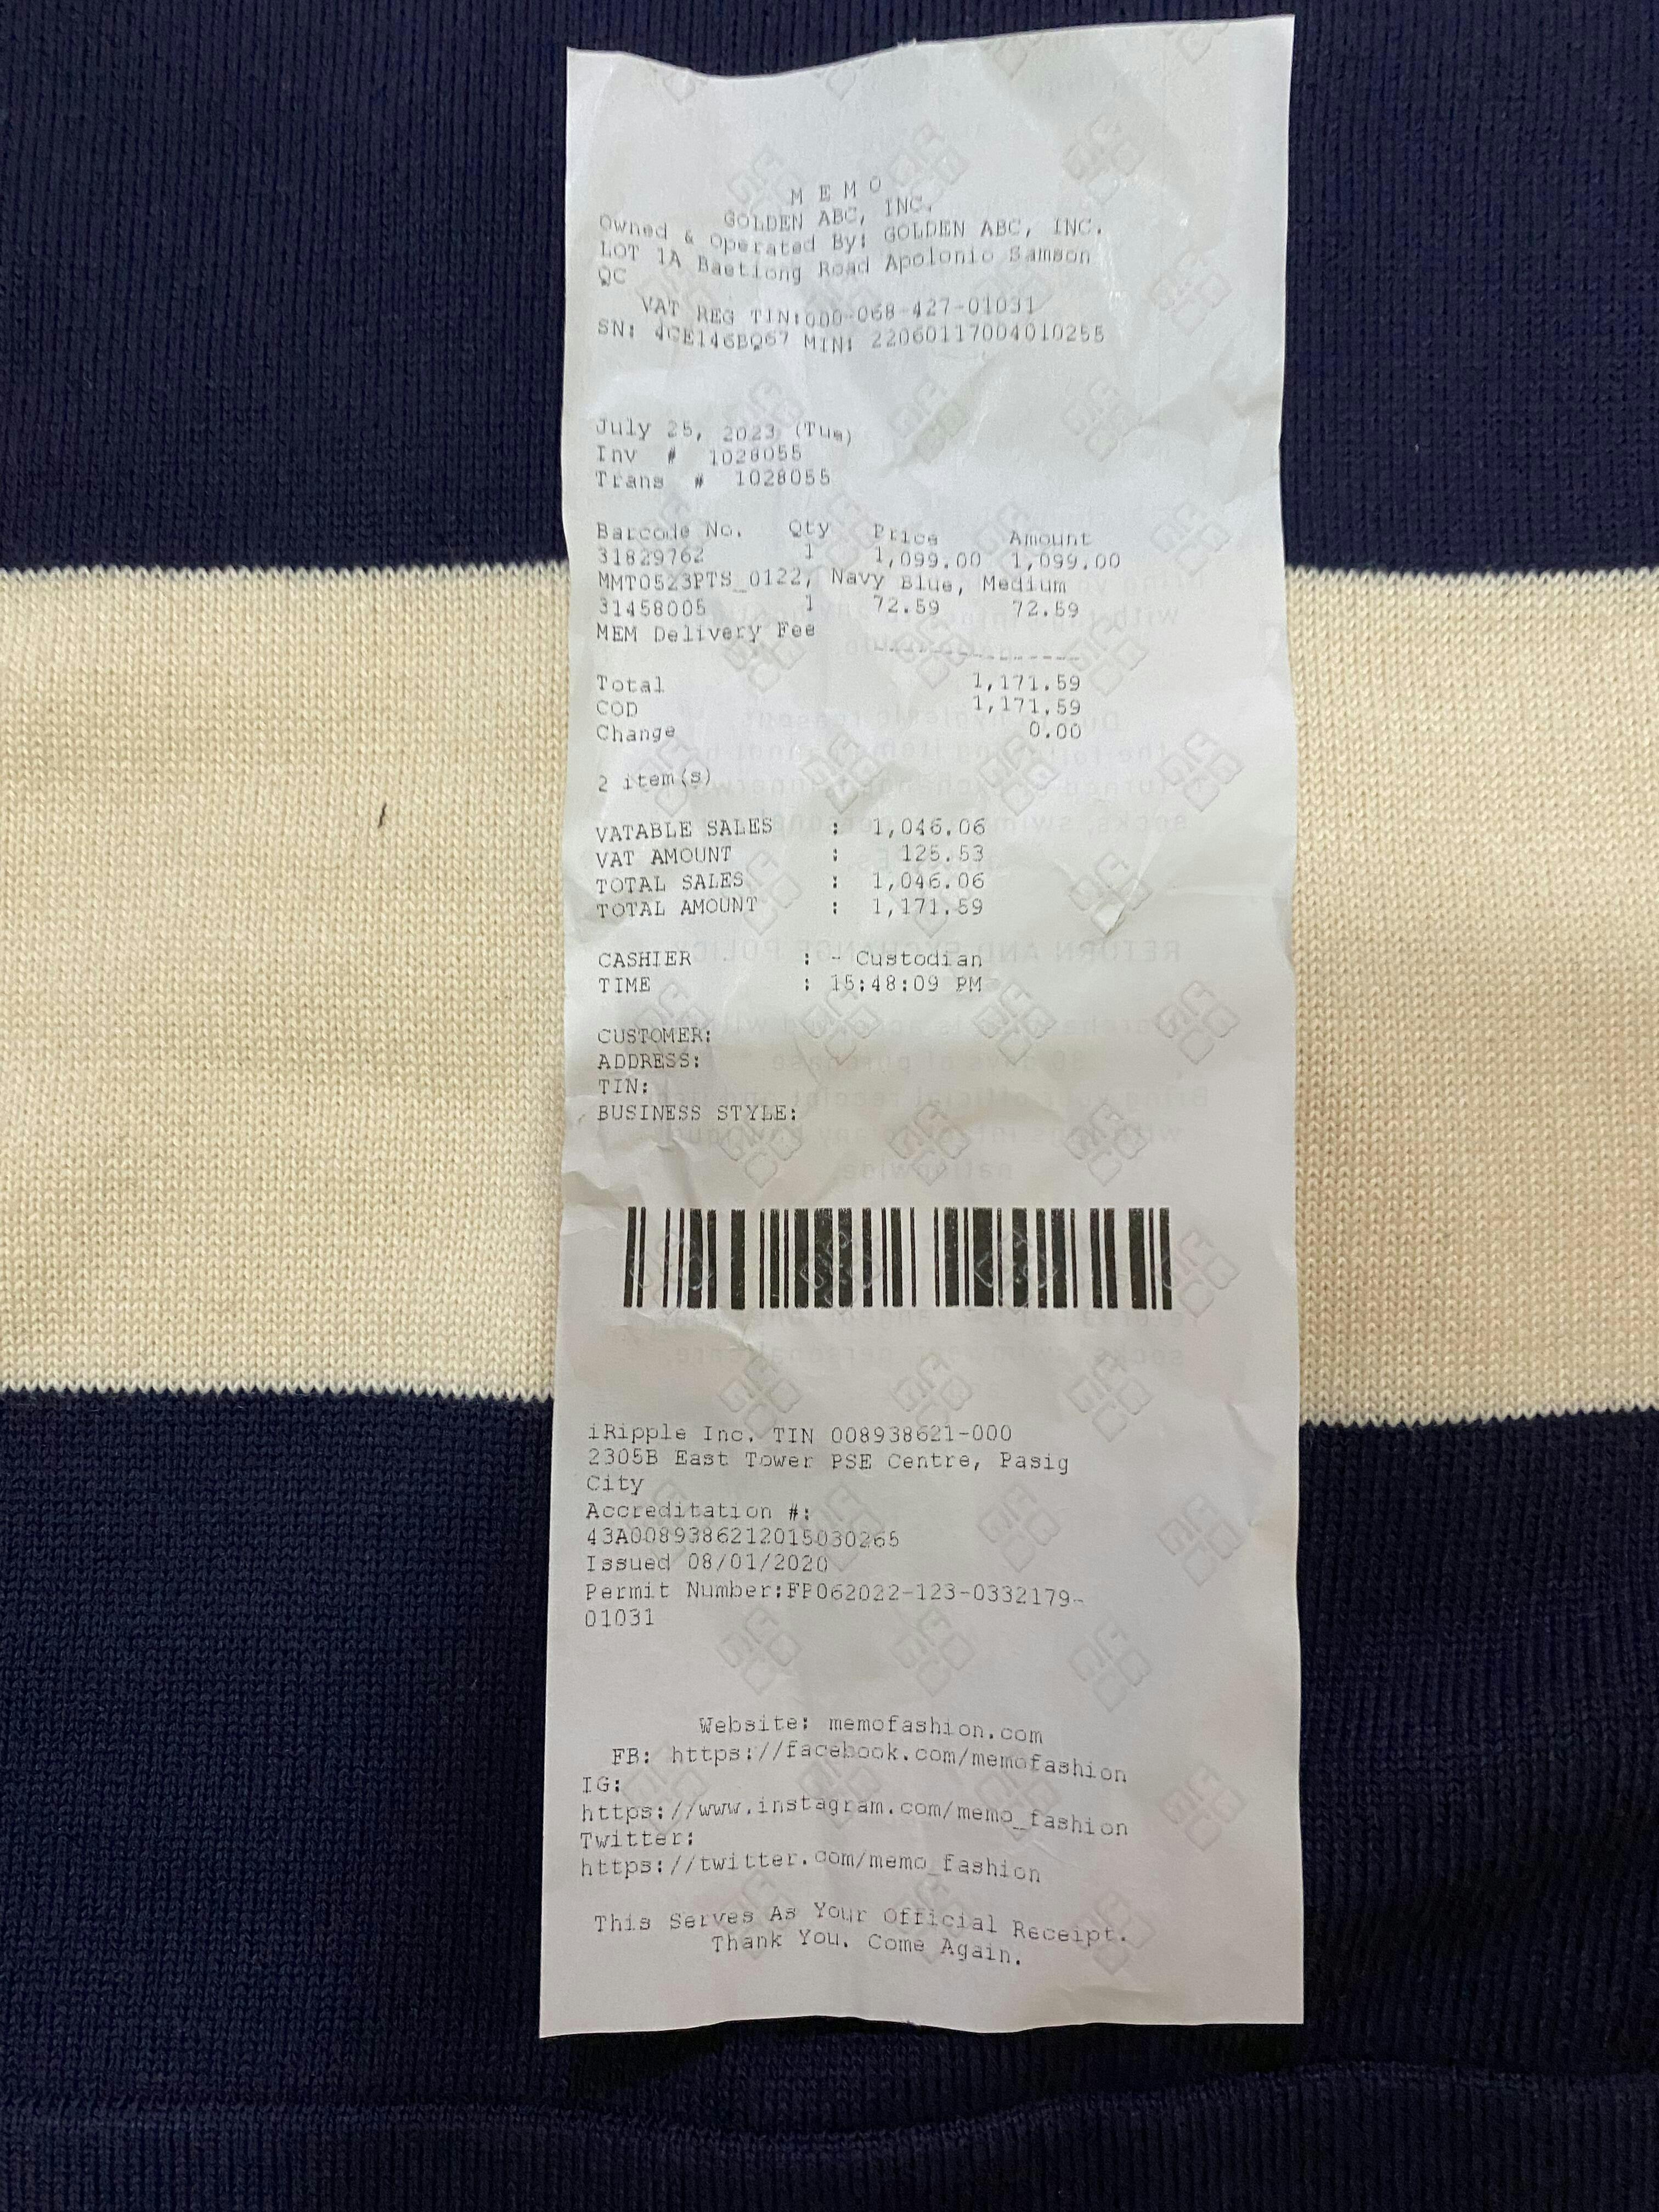 M E M O
GOLDEN ABC, INC.
Owned & Operated By: GOLDEN ABC, INC.
LOT 1A Baetiong Road Apolonio Samson
QC
VAT REG TIN:000-068-427-01031
SN: 4CE146BQ67 MIN: 22060117004010255
July 25, 2023 (Tue)
Inv # 1028055
Trans # 1028055
Barcode No. Qty Price Amount
31829762 1 1,099.00 1,099.00
MMT0523PTS_0122, Navy Blue, Medium
31458005 1 72.59 72.59
MEM Delivery Fee
----------------
Total 1,171.59
COD 1,171.59
Change 0.00
2 item(s)
VATABLE SALES : 1,046.06
VAT AMOUNT : 125.53
TOTAL SALES : 1,046.06
TOTAL AMOUNT : 1,171.59
CASHIER : - Custodian
TIME : 15:48:09 PM
CUSTOMER:
ADDRESS:
TIN:
BUSINESS STYLE:
iRipple Inc. TIN 008938621-000
2305B East Tower PSE Centre, Pasig
City
Accreditation #:
43A0089386212015030265
Issued 08/01/2020
Permit Number:FP062022-123-0332179-
01031
Website: memofashion.com
FB: https://facebook.com/memofashion
IG:
https://www.instagram.com/memo_fashion
Twitter:
https://twitter.com/memo_fashion
This Serves As Your Official Receipt.
Thank You. Come Again.